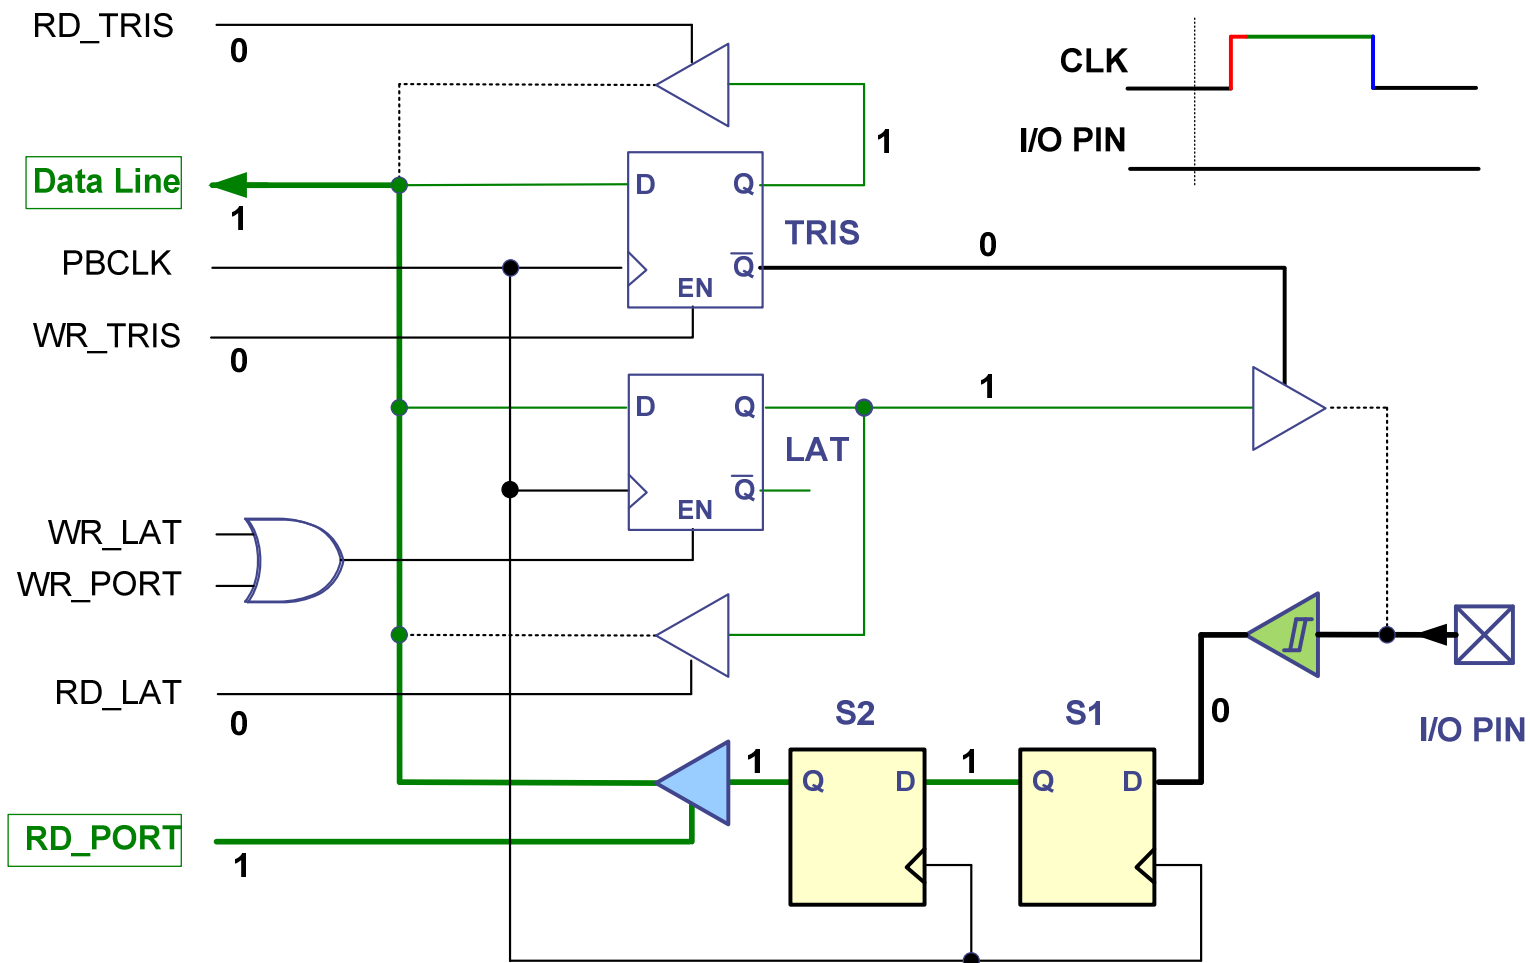 RD_TRIS
0
CLK
I/O PIN
1
Data Line
1
D
Q
TRIS
0
PBCLK
Q
EN
WR_TRIS
0
D
Q
1
LAT
Q
EN
WR_LAT
WR_PORT
RD_LAT
0
S2
S1
0
I/O PIN
1
1
Q
D
Q
D
RD_PORT
1